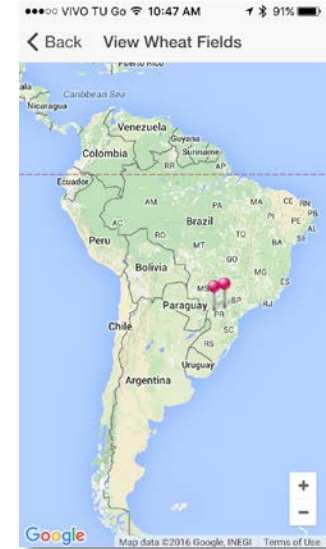 VIVO TU Go 10:47 AM 91%
Back View Wheat Fields
Puerto Rico
Caribbean Sea
Nicaragua
Venezuela
Guyana
Suriname
Colombia
RR AP
Ecuador
AM PA MA CE RN
PB
PI PE
AL
AC Brazil TO SE
RO BA
Peru MT
GO
Bolivia MG
ES
MS SP
Paraguay RJ
PR
Chile SC
RS
Uruguay
Argentina
+
−
Google Map data ©2016 Google, INEGI Terms of Use